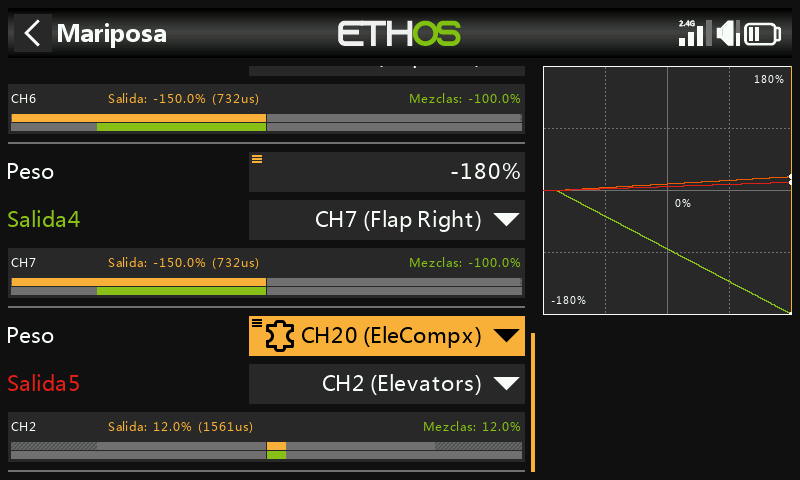 Mariposa
ETHOS
2.4G
CH6 Salida: -150.0% (732us) Mezclas: -100.0%
Peso -180%
Salida4 CH7 (Flap Right)
CH7 Salida: -150.0% (732us) Mezclas: -100.0%
Peso CH20 (EleCompx)
Salida5 CH2 (Elevators)
CH2 Salida: 12.0% (1561us) Mezclas: 12.0%
180%
0%
-180%